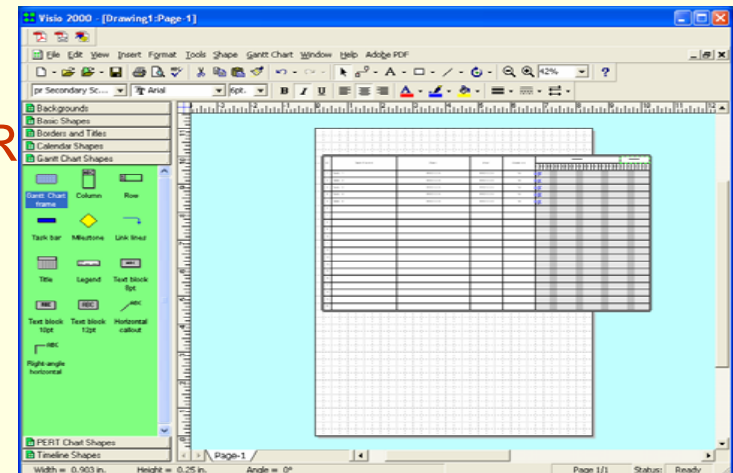 Visio 2000 - [Drawing1:Page-1]
File Edit View Insert Format Tools Shape Gantt Chart Window Help Adobe PDF
42%
pr Secondary Sc... Arial 6pt. B I U
R
Backgrounds
Basic Shapes
Borders and Titles
Calendar Shapes
Gantt Chart Shapes
Gantt Chart frame
Column
Row
Task bar
Milestone
Link lines
Title
Legend
Text block 8pt
Text block 10pt
Text block 12pt
Horizontal callout
Right-angle horizontal
PERT Chart Shapes
Timeline Shapes
Page-1
Width = 0.903 in. Height = 0.25 in. Angle = 0° Page 1/1 Status: Ready